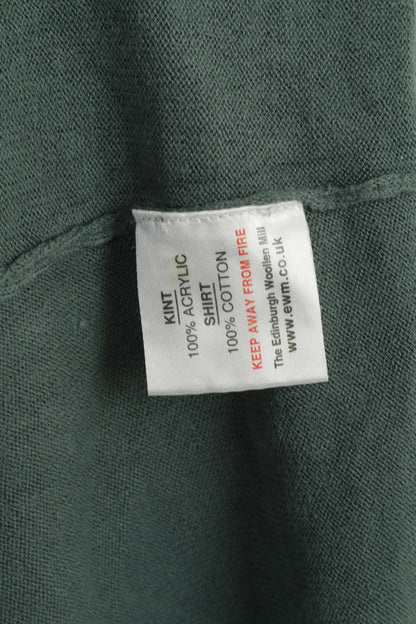 KINT
100% ACRYLIC
SHIRT
100% COTTON
KEEP AWAY FROM FIRE
The Edinburgh Woollen Mill
www.ewm.co.uk